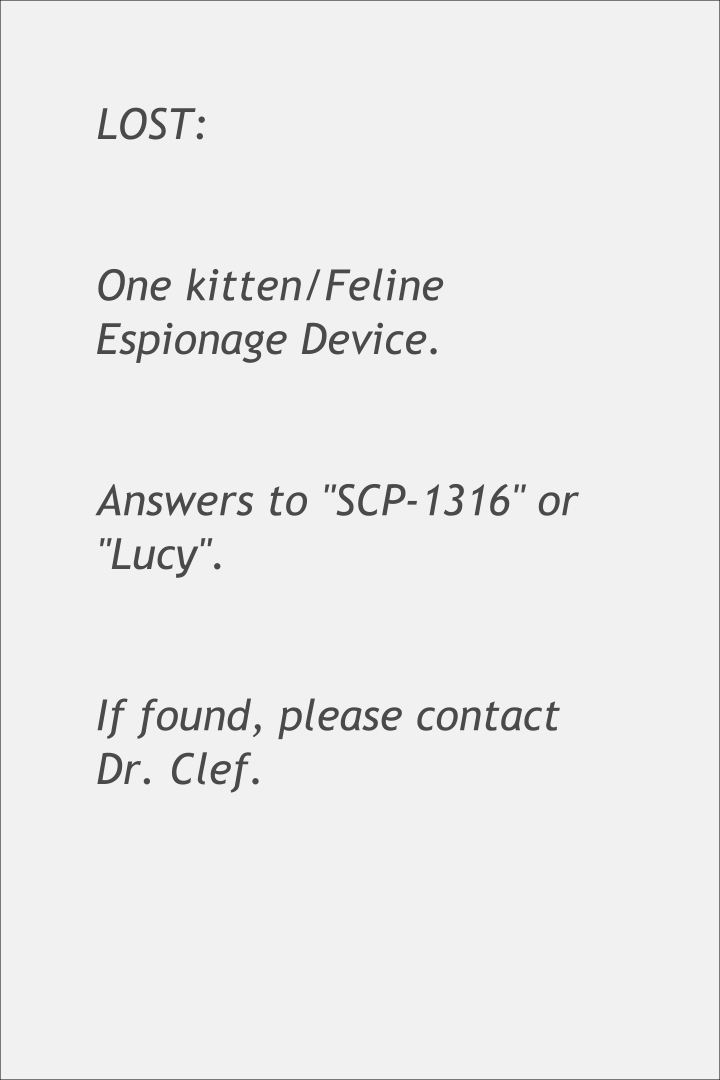 LOST:
One kitten/Feline
Espionage Device.
Answers to "SCP-1316" or
"Lucy".
If found, please contact
Dr. Clef.